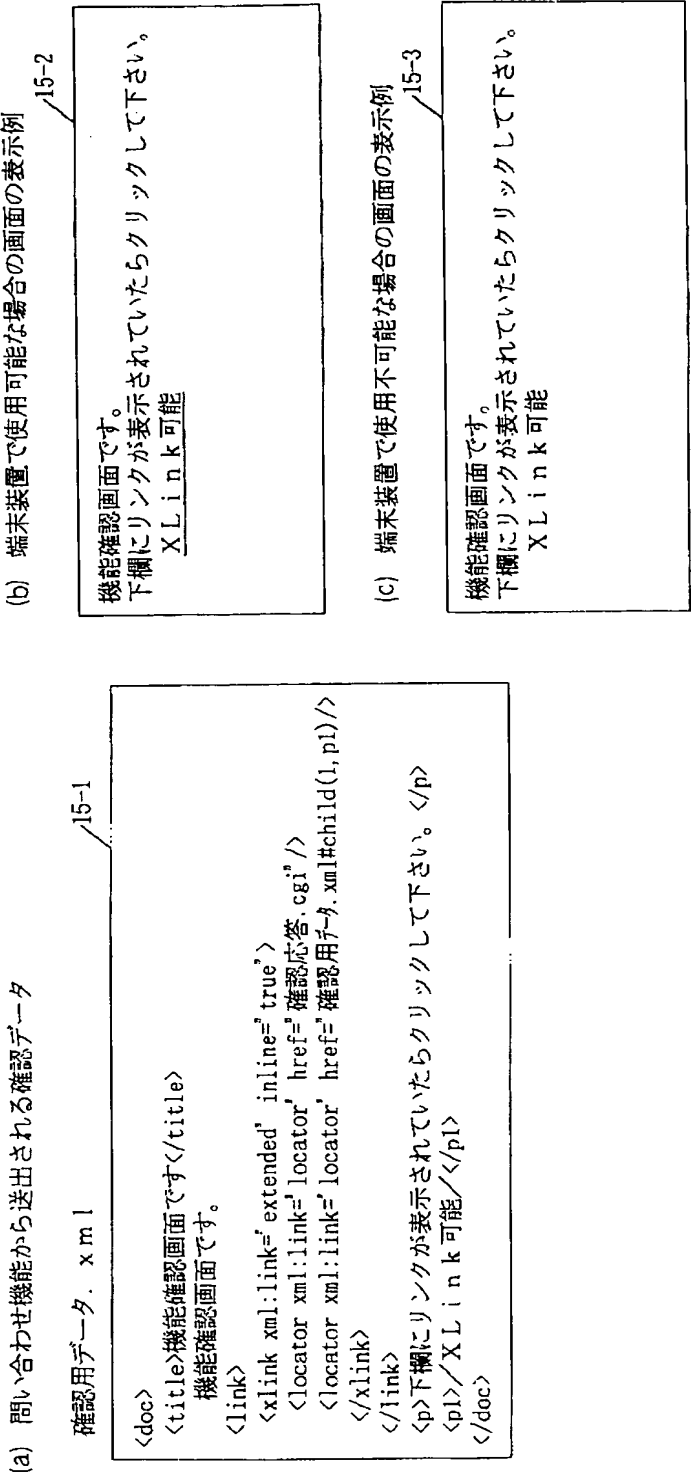 (a) 問い合わせ機能から送出される確認データ
確認用データ. xml
15-1
<doc>
<title>機能確認画面です</title>
機能確認画面です。
<link>
<xlink xml:link='extended' inline='true'>
<locator xml:link='locator' href="確認応答.cgi"/>
<locator xml:link='locator' href="確認用データ.xml#child(1,p1)/>
</xlink>
</link>
<p>下欄にリンクが表示されていたらクリックして下さい。</p>
<p1>/XLink可能/</p1>
</doc>
(b) 端末装置で使用可能な場合の画面の表示例
15-2
機能確認画面です。
下欄にリンクが表示されていたらクリックして下さい。
XLink可能
(c) 端末装置で使用不可能な場合の画面の表示例
15-3
機能確認画面です。
下欄にリンクが表示されていたらクリックして下さい。
XLink可能